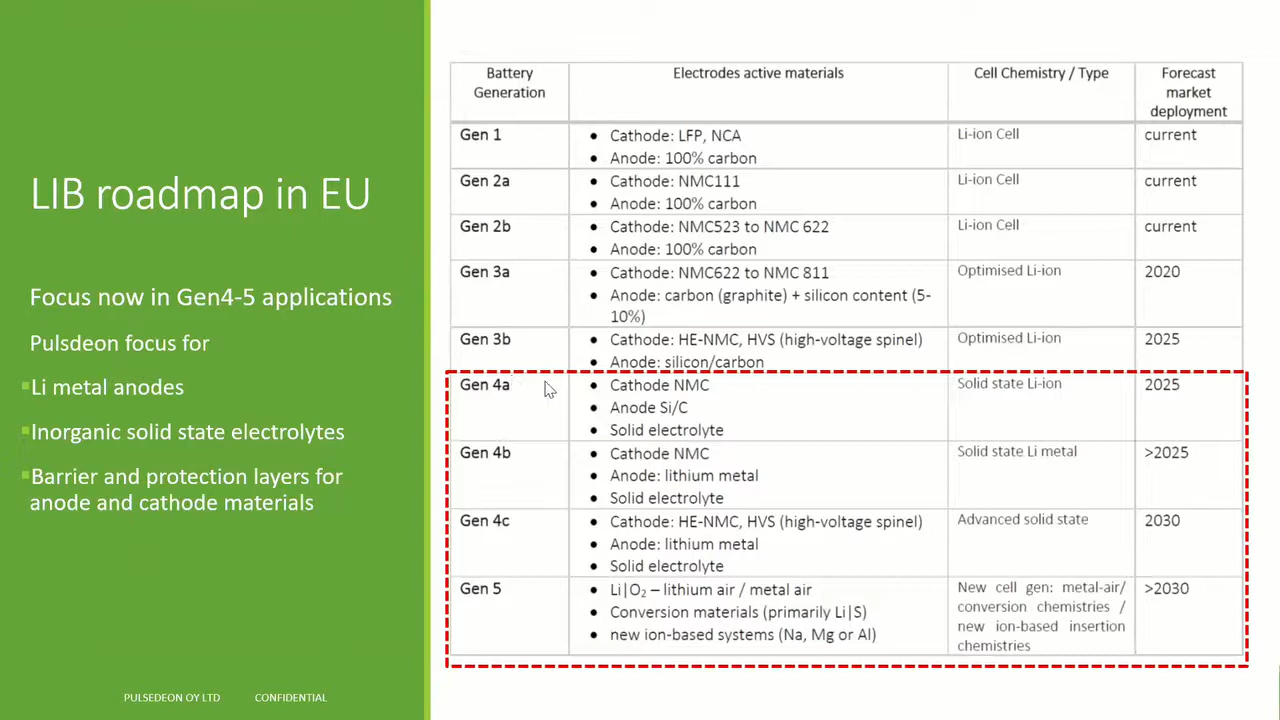 LIB roadmap in EU
Focus now in Gen4-5 applications
Pulsdeon focus for
▪Li metal anodes
▪Inorganic solid state electrolytes
▪Barrier and protection layers for
anode and cathode materials
PULSEDEON OY LTD CONFIDENTIAL
Battery
Generation
Electrodes active materials
Cell Chemistry / Type
Forecast
market
deployment
Gen 1
• Cathode: LFP, NCA
• Anode: 100% carbon
Li-ion Cell
current
Gen 2a
• Cathode: NMC111
• Anode: 100% carbon
Li-ion Cell
current
Gen 2b
• Cathode: NMC523 to NMC 622
• Anode: 100% carbon
Li-ion Cell
current
Gen 3a
• Cathode: NMC622 to NMC 811
• Anode: carbon (graphite) + silicon content (5-
10%)
Optimised Li-ion
2020
Gen 3b
• Cathode: HE-NMC, HVS (high-voltage spinel)
• Anode: silicon/carbon
Optimised Li-ion
2025
Gen 4a
• Cathode NMC
• Anode Si/C
• Solid electrolyte
Solid state Li-ion
2025
Gen 4b
• Cathode NMC
• Anode: lithium metal
• Solid electrolyte
Solid state Li metal
>2025
Gen 4c
• Cathode: HE-NMC, HVS (high-voltage spinel)
• Anode: lithium metal
• Solid electrolyte
Advanced solid state
2030
Gen 5
• Li|O₂ – lithium air / metal air
• Conversion materials (primarily Li|S)
• new ion-based systems (Na, Mg or Al)
New cell gen: metal-air/
conversion chemistries /
new ion-based insertion
chemistries
>2030